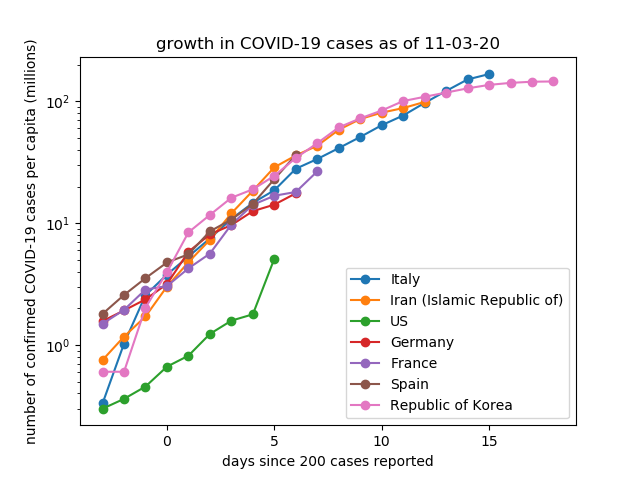 growth in COVID-19 cases as of 11-03-20
number of confirmed COVID-19 cases per capita (millions)
10²
10¹
10⁰
Italy
Iran (Islamic Republic of)
US
Germany
France
Spain
Republic of Korea
0 5 10 15
days since 200 cases reported